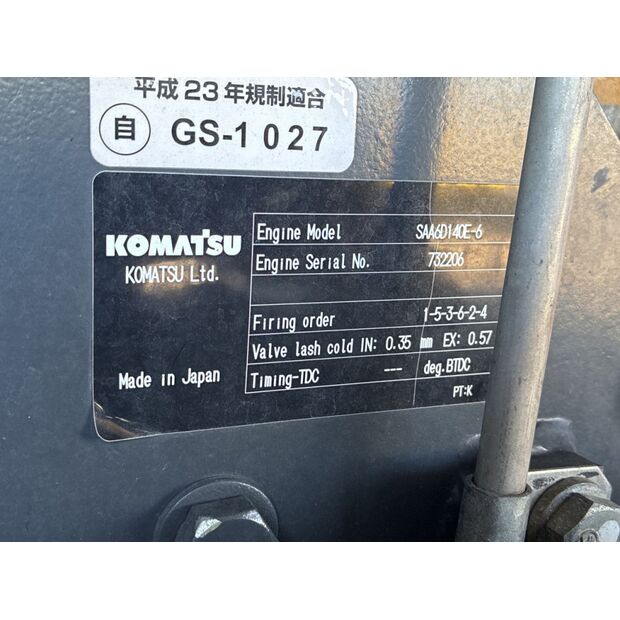 平成23年規制適合
自 GS-1027
KOMATSU
KOMATSU Ltd.
Made in Japan
Engine Model SAA6D140E-6
Engine Serial No. 732206
Firing order 1-5-3-6-2-4
Valve lash cold IN: 0.35 mm EX: 0.57
Timing-TDC --- deg.BTDC
PT:K